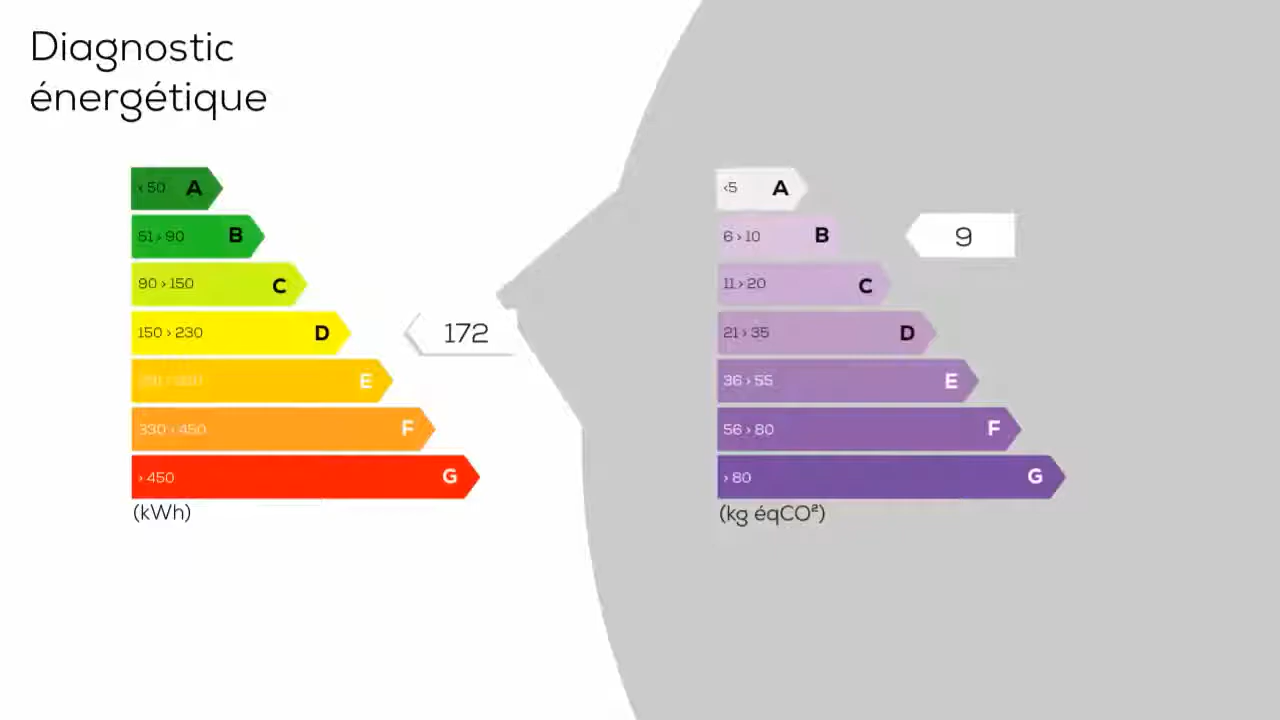 Diagnostic
énergétique
< 50 A
51 > 90 B
90 > 150 C
150 > 230 D
172
E
330 > 450 F
> 450 G
(kWh)
<5 A
6 > 10 B
9
11 > 20 C
21 > 35 D
36 > 55 E
56 > 80 F
> 80 G
(kg éqCO²)